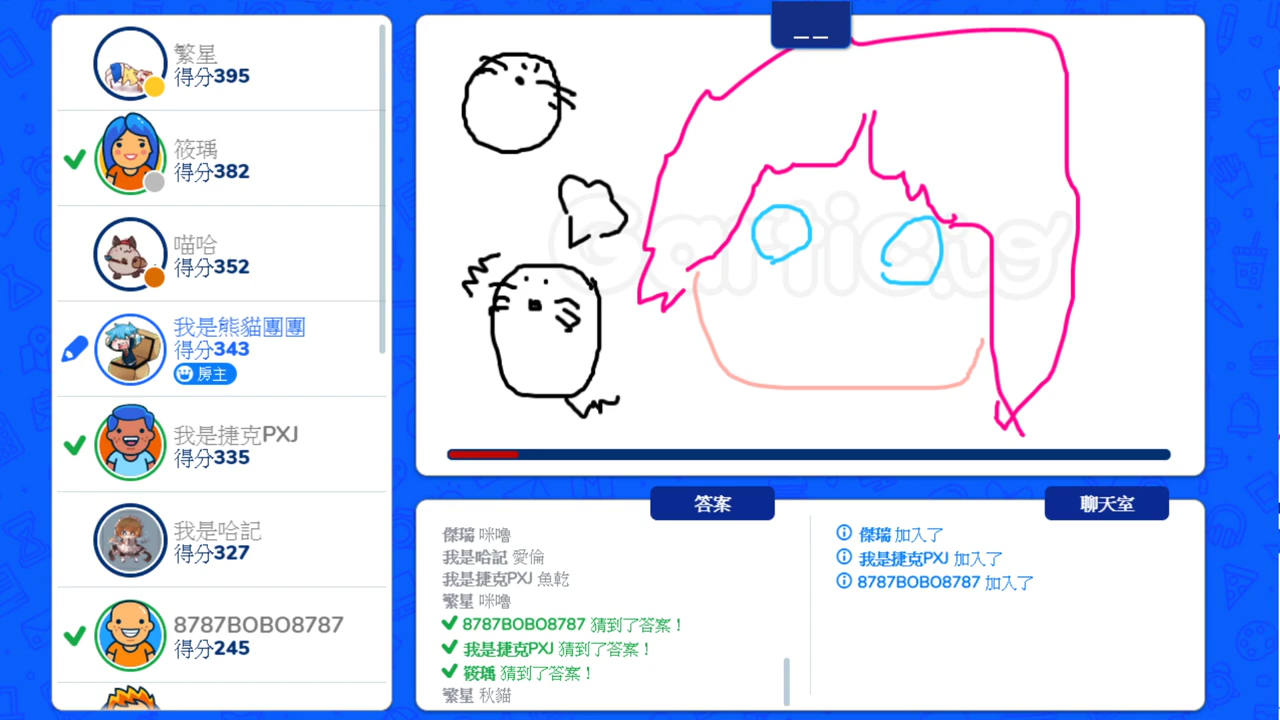 繁星
得分395
筱瑀
得分382
喵哈
得分352
我是熊貓團團
得分343
房主
我是捷克PXJ
得分335
我是哈記
得分327
8787BOBO8787
得分245
_ _
Gartic.io
答案
傑瑞 咪嚕
我是哈記 愛倫
我是捷克PXJ 魚乾
繁星 咪嚕
8787BOBO8787 猜到了答案！
我是捷克PXJ 猜到了答案！
筱瑀 猜到了答案！
繁星 秋貓
聊天室
傑瑞 加入了
我是捷克PXJ 加入了
8787BOBO8787 加入了